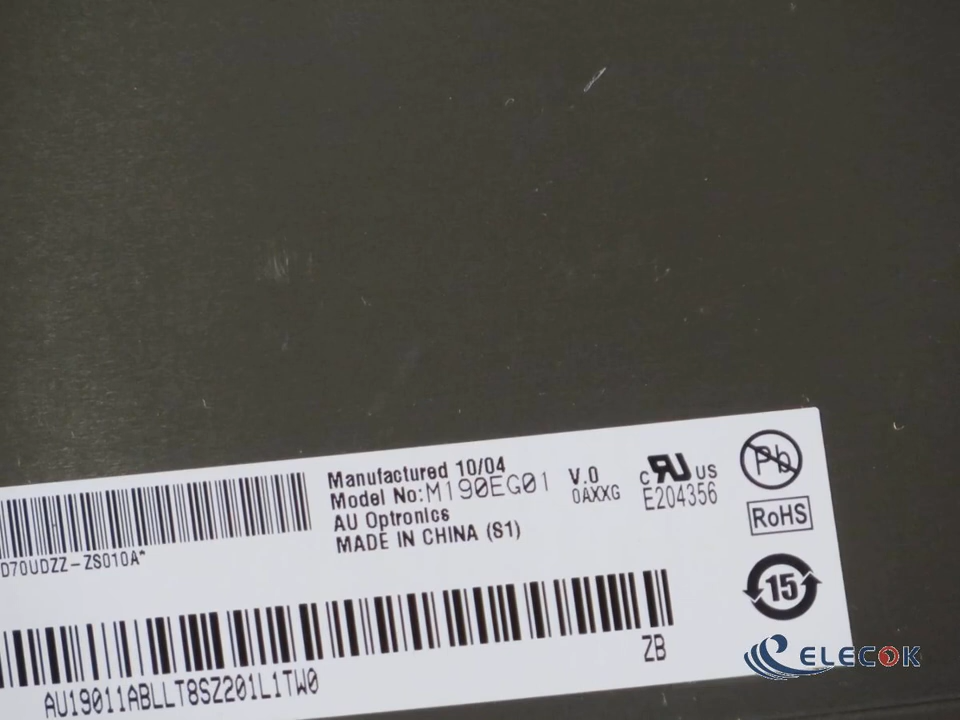 Manufactured 10/04
Model No:M190EG01 V.0
0AXXG
AU Optronics
MADE IN CHINA (S1)
D70UDZZ-ZS010A*
c RU US
E204356
Pb
RoHS
15
ZB
AU19011ABLLT8SZ201L1TW0
ELECOK